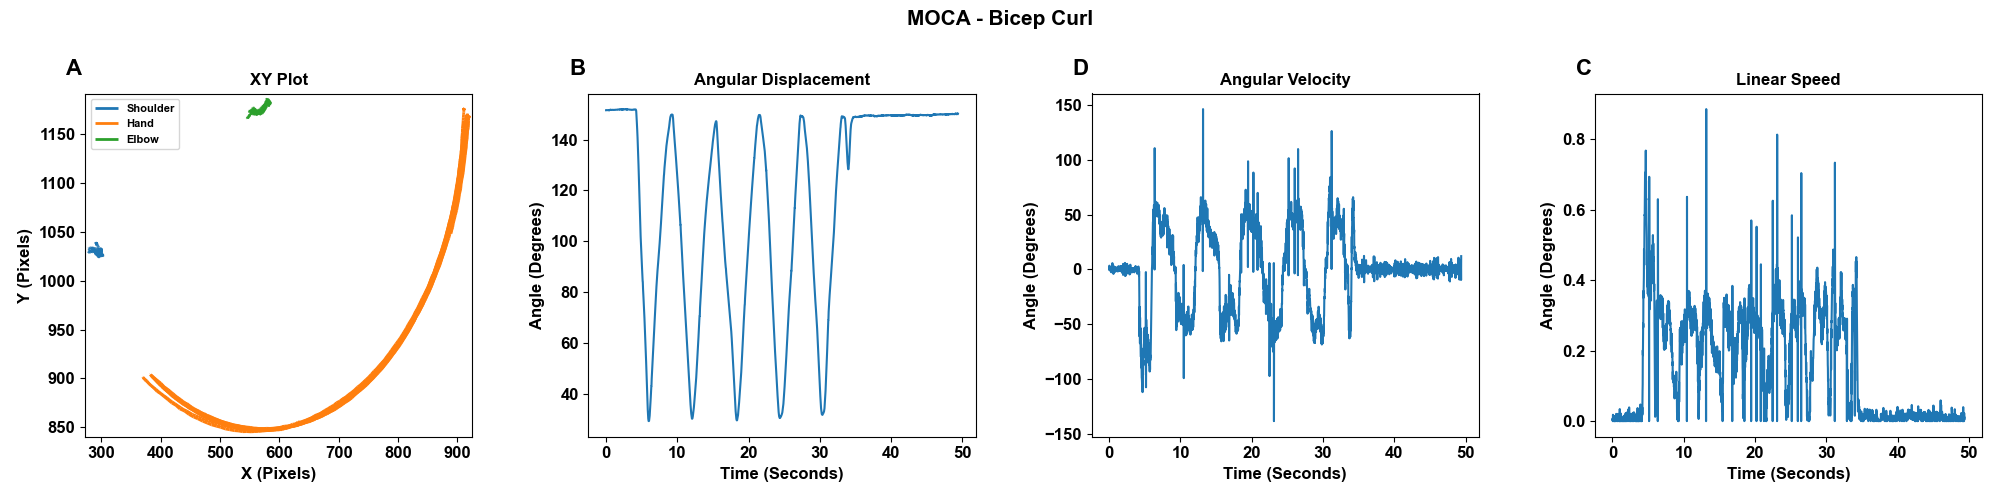 MOCA - Bicep Curl
A
XY Plot
Shoulder
Hand
Elbow
Y (Pixels)
1150
1100
1050
1000
950
900
850
300 400 500 600 700 800 900
X (Pixels)
B
Angular Displacement
Angle (Degrees)
140
120
100
80
60
40
0 10 20 30 40 50
Time (Seconds)
D
Angular Velocity
Angle (Degrees)
150
100
50
0
−50
−100
−150
0 10 20 30 40 50
Time (Seconds)
C
Linear Speed
Angle (Degrees)
0.8
0.6
0.4
0.2
0.0
0 10 20 30 40 50
Time (Seconds)